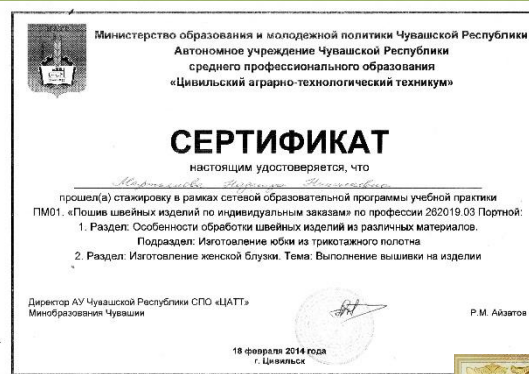 Министерство образования и молодежной политики Чувашской Республики
Автономное учреждение Чувашской Республики
среднего профессионального образования
«Цивильский аграрно-технологический техникум»
СЕРТИФИКАТ
настоящим удостоверяется, что
прошел(а) стажировку в рамках сетевой образовательной программы учебной практики
ПМ01. «Пошив швейных изделий по индивидуальным заказам» по профессии 262019.03 Портной:
1. Раздел: Особенности обработки швейных изделий из различных материалов.
Подраздел: Изготовление юбки из трикотажного полотна
2. Раздел: Изготовление женской блузки. Тема: Выполнение вышивки на изделии
Директор АУ Чувашской Республики СПО «ЦАТТ»
Минобразования Чувашии
Р.М. Айзатов
18 февраля 2014 года
г. Цивильск